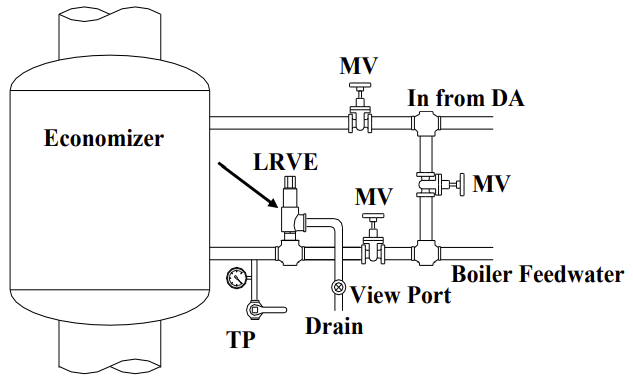 MV
In from DA
Economizer
LRVE
MV
MV
Boiler Feedwater
View Port
TP
Drain